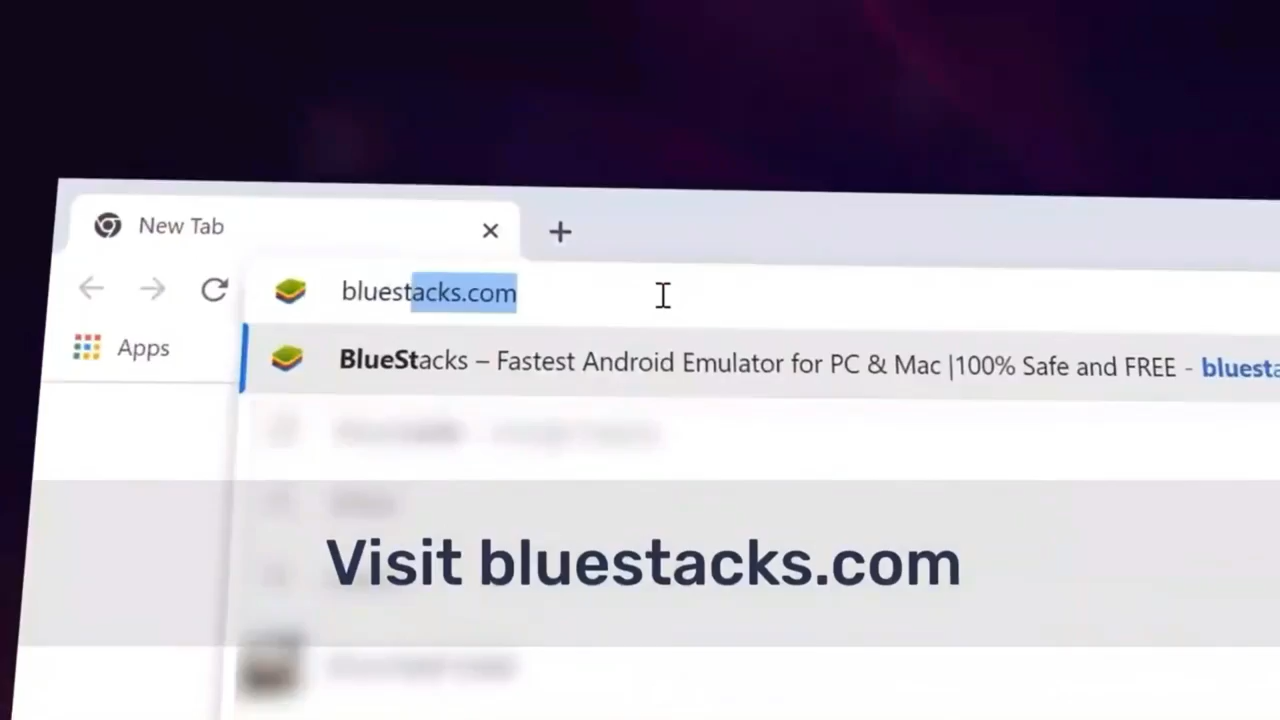 New Tab
bluestacks.com
Apps
BlueStacks – Fastest Android Emulator for PC & Mac |100% Safe and FREE -
Visit bluestacks.com